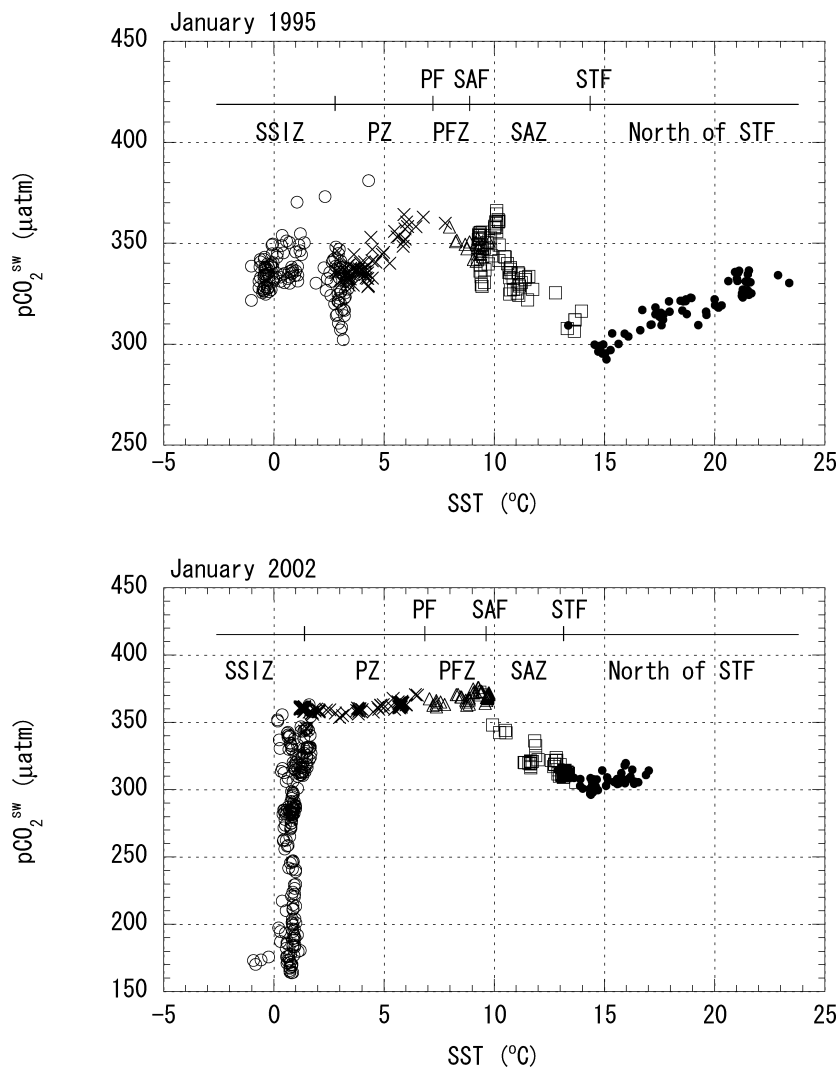 January 1995
450
400
350
300
250
PF SAF STF
SSIZ PZ PFZ SAZ North of STF
pCO₂ˢʷ (μatm)
-5 0 5 10 15 20 25
SST (°C)
January 2002
450
400
350
300
250
200
150
PF SAF STF
SSIZ PZ PFZ SAZ North of STF
pCO₂ˢʷ (μatm)
-5 0 5 10 15 20 25
SST (°C)